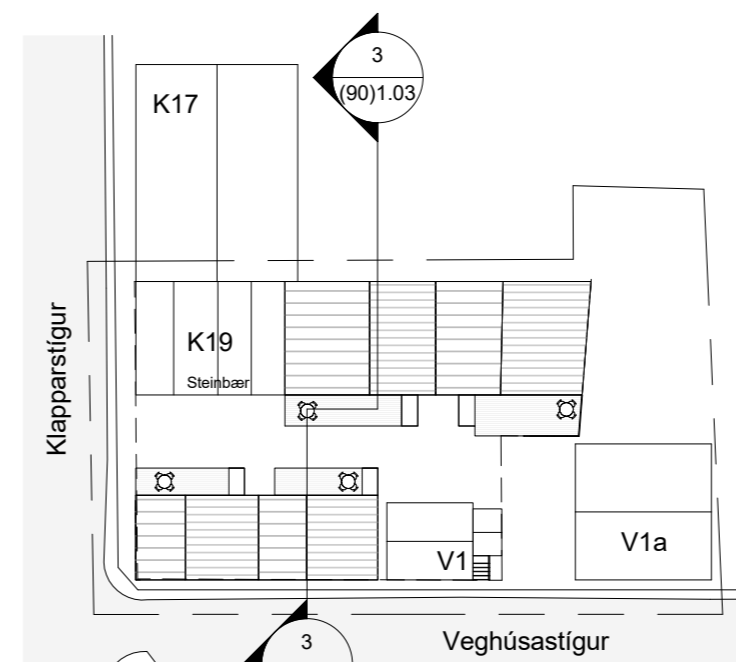 3
(90)1.03
K17
K19
Steinbær
Klapparstígur
V1
V1a
3
Veghúsastígur